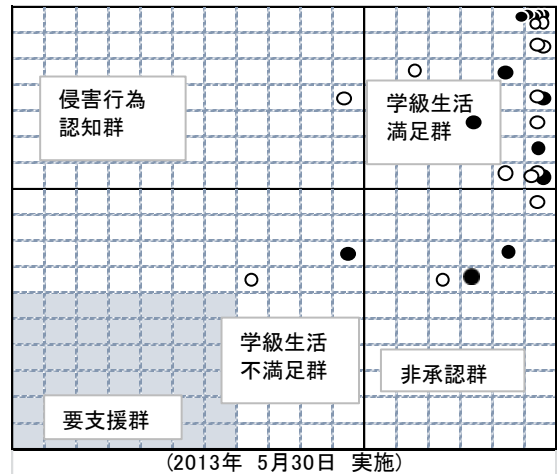 侵害行為
認知群
学級生活
満足群
学級生活
不満足群
非承認群
要支援群
(2013年 5月30日 実施)